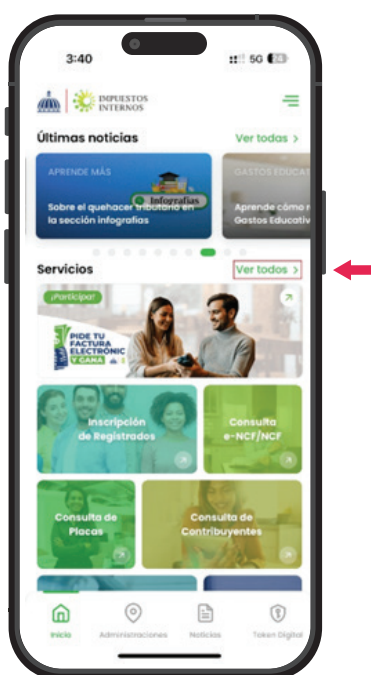 3:40
5G 74
IMPUESTOS
INTERNOS
Últimas noticias
Ver todas >
APRENDE MÁS
Sobre el quehacer tributario en
la sección infografías
Infografías
GASTOS EDUCAT
Aprende cómo r
Gastos Educativ
Servicios
Ver todos >
¡Participa!
PIDE TU
FACTURA
ELECTRÓNIC
Y GANA
Inscripción
de Registrados
Consulta
e-NCF/NCF
Consulta de
Placas
Consulta de
Contribuyentes
Inicio
Administraciones
Noticias
Token Digital